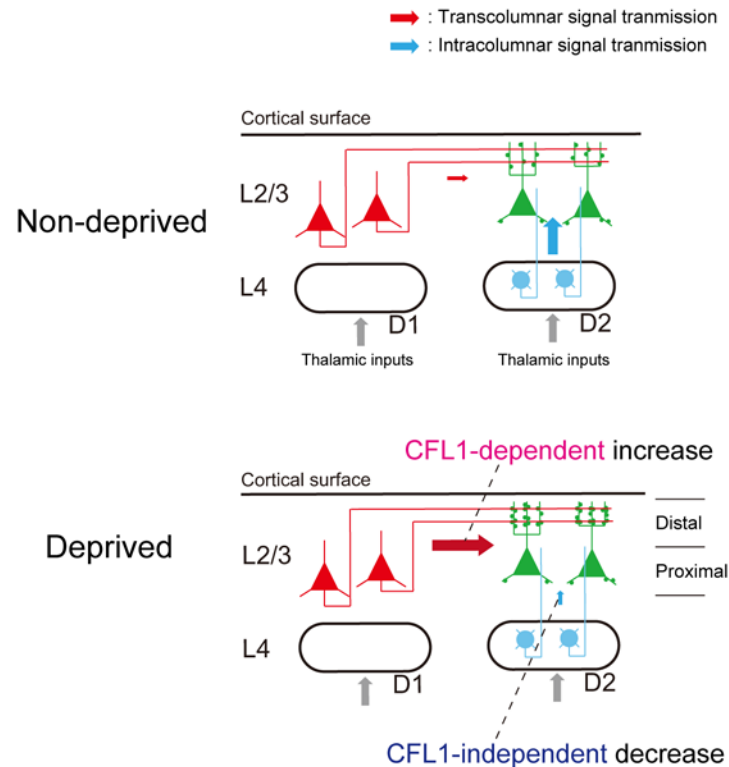 : Transcolumnar signal tranmission
: Intracolumnar signal tranmission
Cortical surface
L2/3
Non-deprived
L4
D1
D2
Thalamic inputs
Thalamic inputs
CFL1-dependent increase
Cortical surface
Distal
Deprived
L2/3
Proximal
L4
D1
D2
CFL1-independent decrease